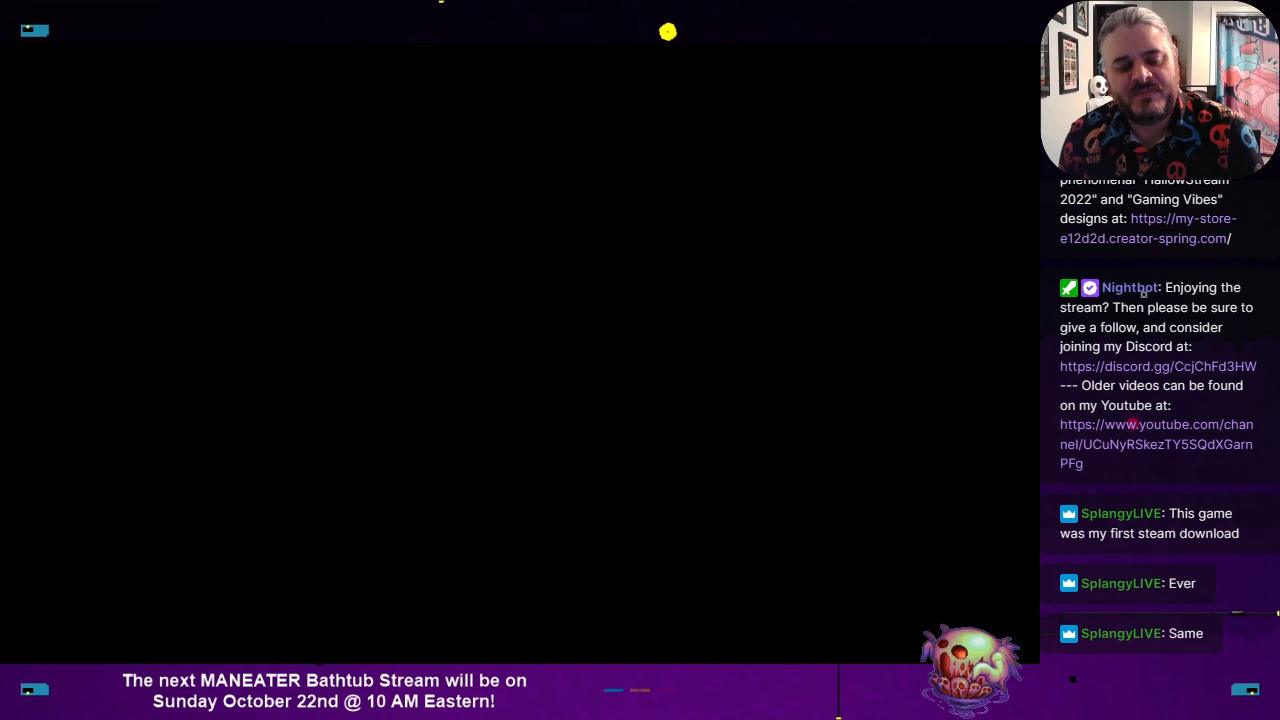 phenomenal "HallowStream
2022" and "Gaming Vibes"
designs at: https://my-store-
e12d2d.creator-spring.com/
Nightbot: Enjoying the
stream? Then please be sure to
give a follow, and consider
joining my Discord at:
https://discord.gg/CcjChFd3HW
--- Older videos can be found
on my Youtube at:
https://www.youtube.com/chan
nel/UCuNyRSkezTY5SQdXGarn
PFg
SplangyLIVE: This game
was my first steam download
SplangyLIVE: Ever
SplangyLIVE: Same
The next MANEATER Bathtub Stream will be on
Sunday October 22nd @ 10 AM Eastern!